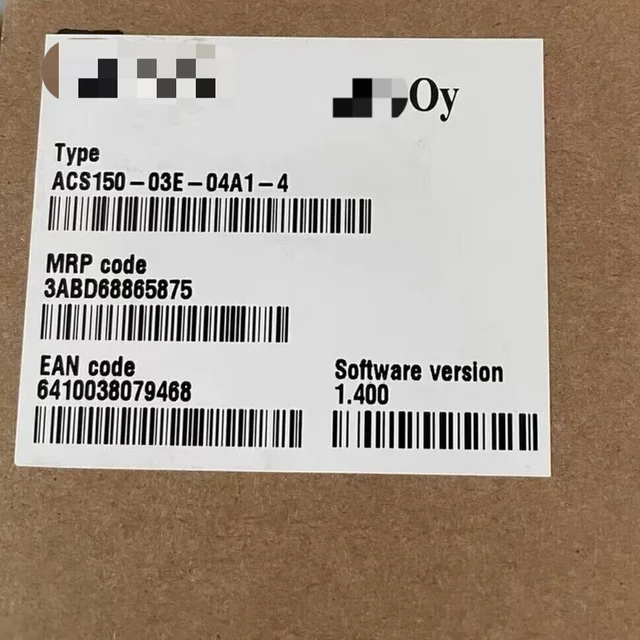 Oy
Type
ACS150-03E-04A1-4
MRP code
3ABD68865875
EAN code
6410038079468
Software version
1.400